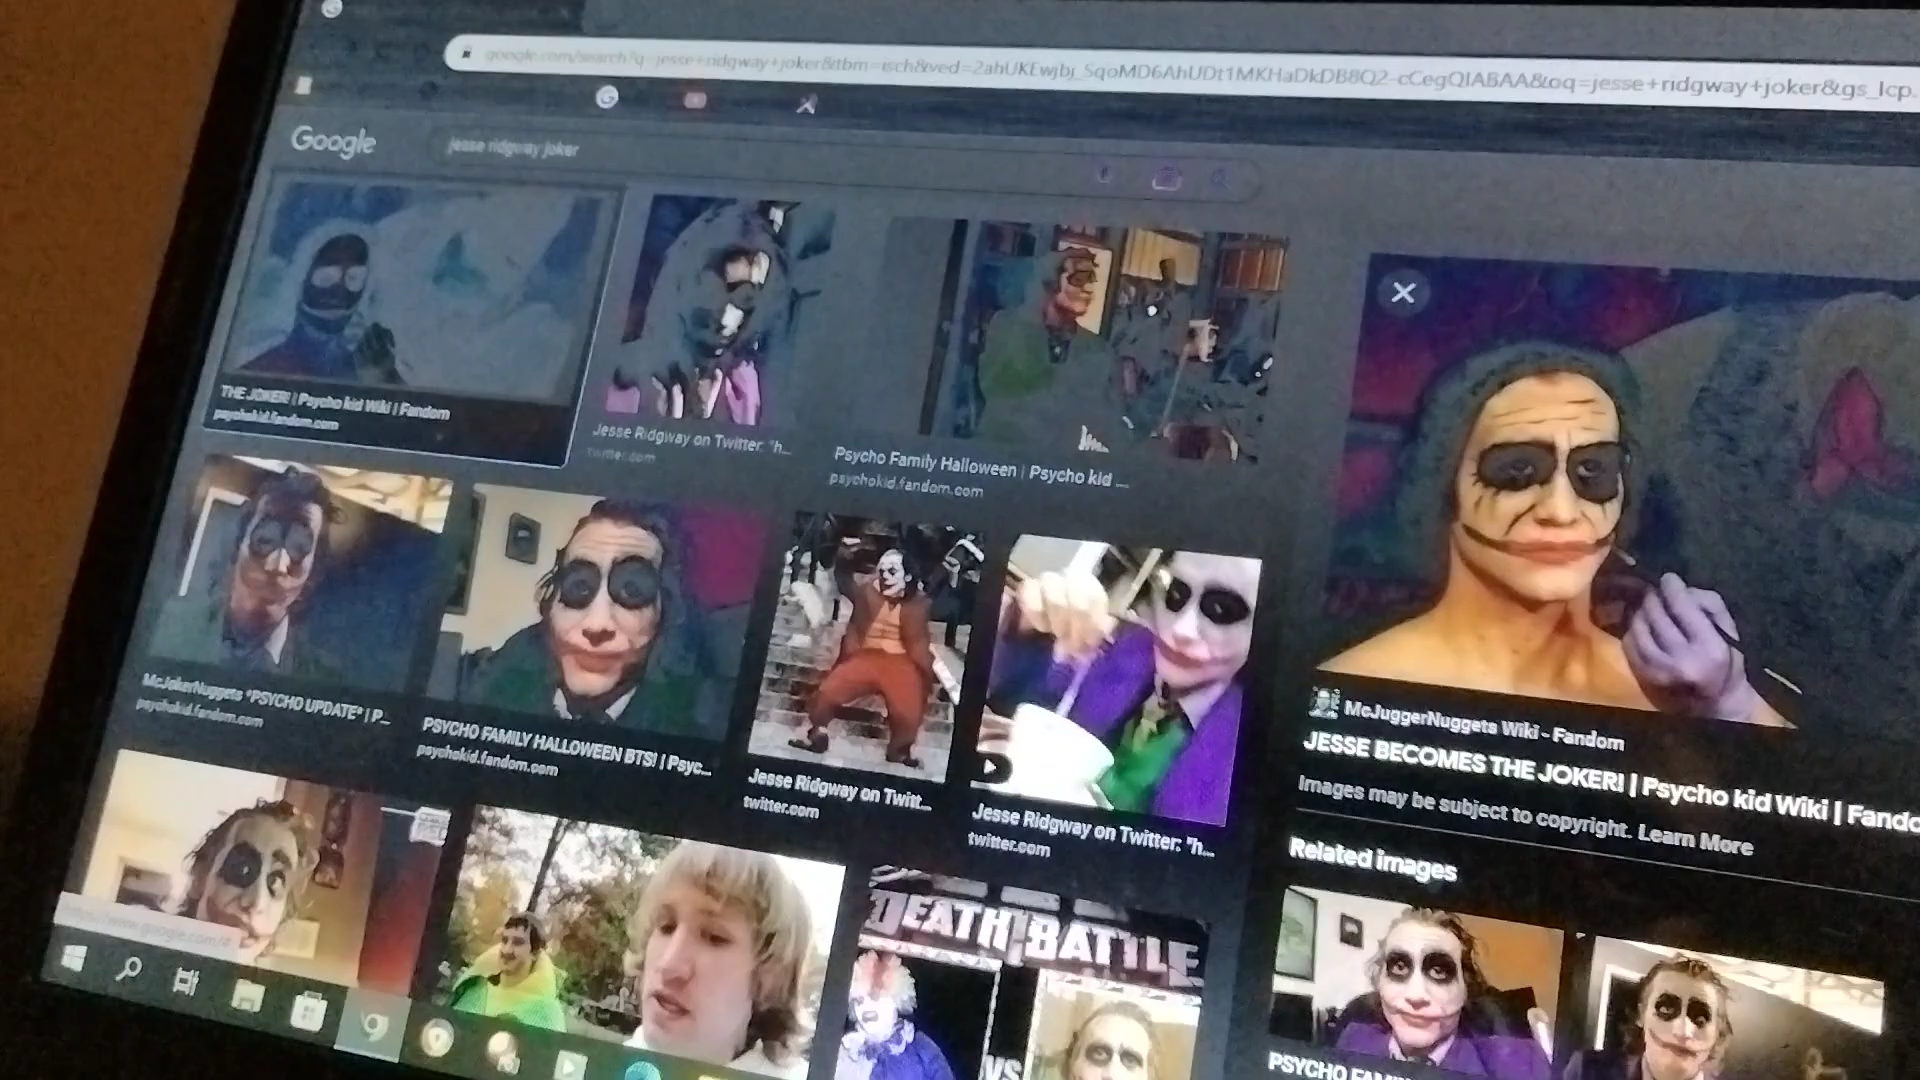 google.com/search?q=jesse+ridgway+joker&tbm=isch&ved=2ahUKEwjbj_SqoMD6AhUDt1MKHaDkDB8Q2-cCegQIABAA&oq=jesse+ridgway+joker&gs_lcp.
Google
jesse ridgway joker
THE JOKER! | Psycho kid Wiki | Fandom
psychokid.fandom.com
Jesse Ridgway on Twitter: "h...
twitter.com
Psycho Family Halloween | Psycho kid ...
psychokid.fandom.com
McJokerNuggets *PSYCHO UPDATE* | P...
psychokid.fandom.com
PSYCHO FAMILY HALLOWEEN BTS! | Psyc...
psychokid.fandom.com
Jesse Ridgway on Twitt...
twitter.com
Jesse Ridgway on Twitter: "h...
twitter.com
McJuggerNuggets Wiki - Fandom
JESSE BECOMES THE JOKER! | Psycho kid Wiki | Fando
Images may be subject to copyright. Learn More
Related images
DEATH BATTLE
VS
https://www.google.com/#